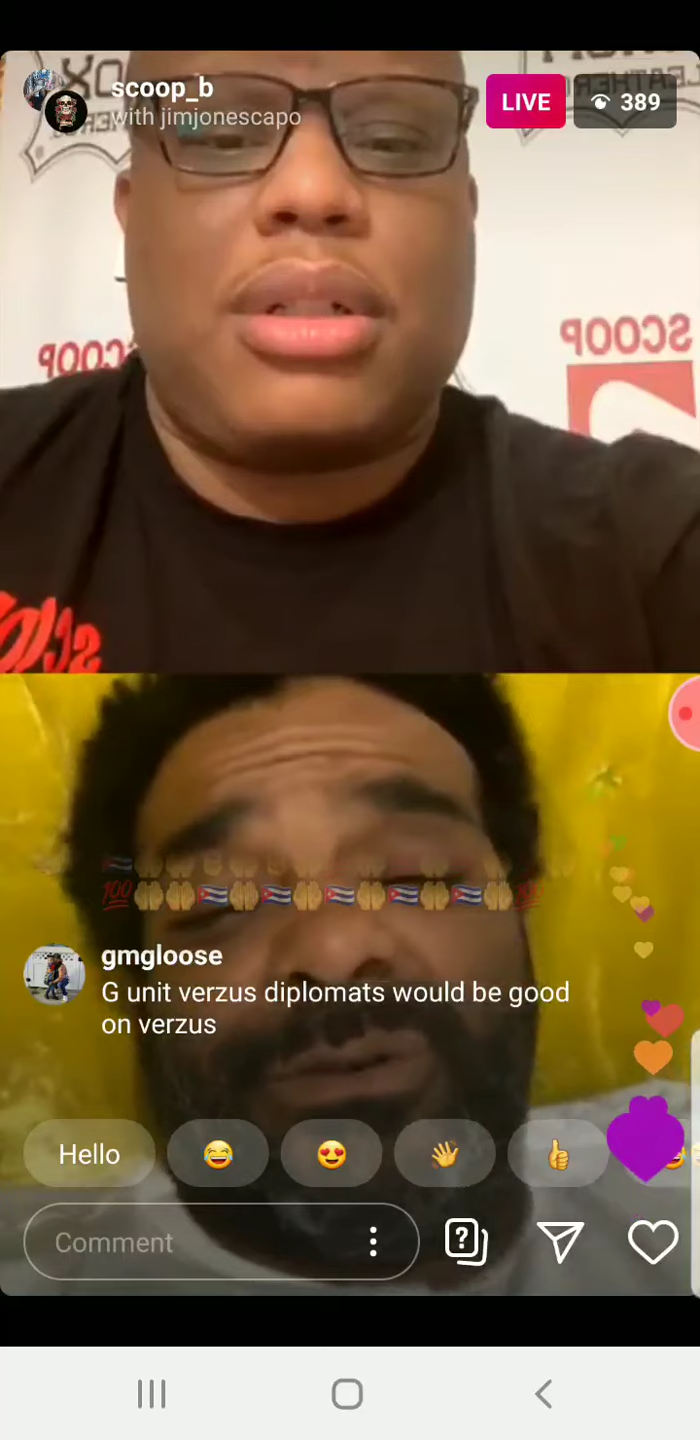 scoop_b
with jimjonescapo
LIVE
389
SCOOP
SCOOP
💯🤲🤲🇨🇺🤲🇨🇺🤲🇨🇺🤲🇨🇺🤲🇨🇺🤲💯
gmgloose
G unit verzus diplomats would be good
on verzus
Hello 😂 😍 👋 👍
Comment